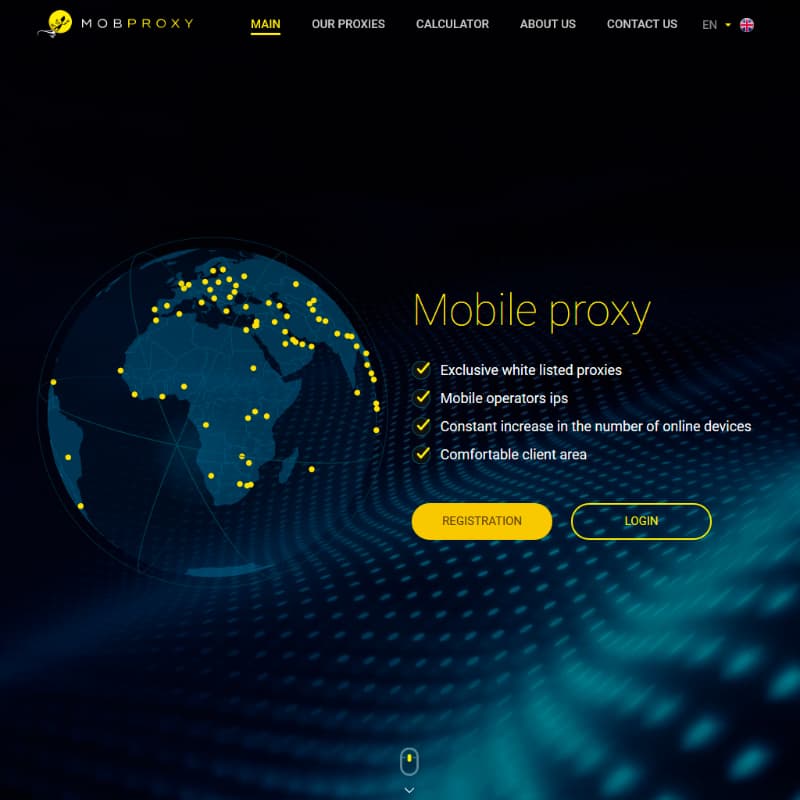 MOBPROXY
MAIN
OUR PROXIES
CALCULATOR
ABOUT US
CONTACT US
EN
Mobile proxy
Exclusive white listed proxies
Mobile operators ips
Constant increase in the number of online devices
Comfortable client area
REGISTRATION
LOGIN